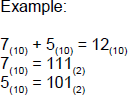 Example:
7(10) + 5(10) = 12(10)
7(10) = 111(2)
5(10) = 101(2)